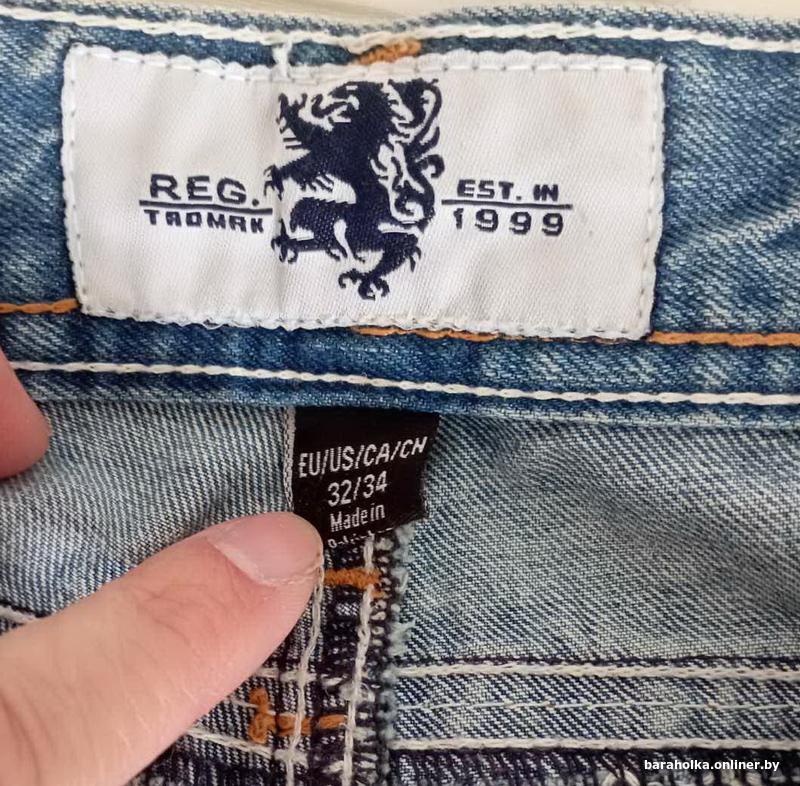 REG.
TRDMRK
EST. IN
1999
EU/US/CA/CH
32/34
Made in
baraholka.onliner.by